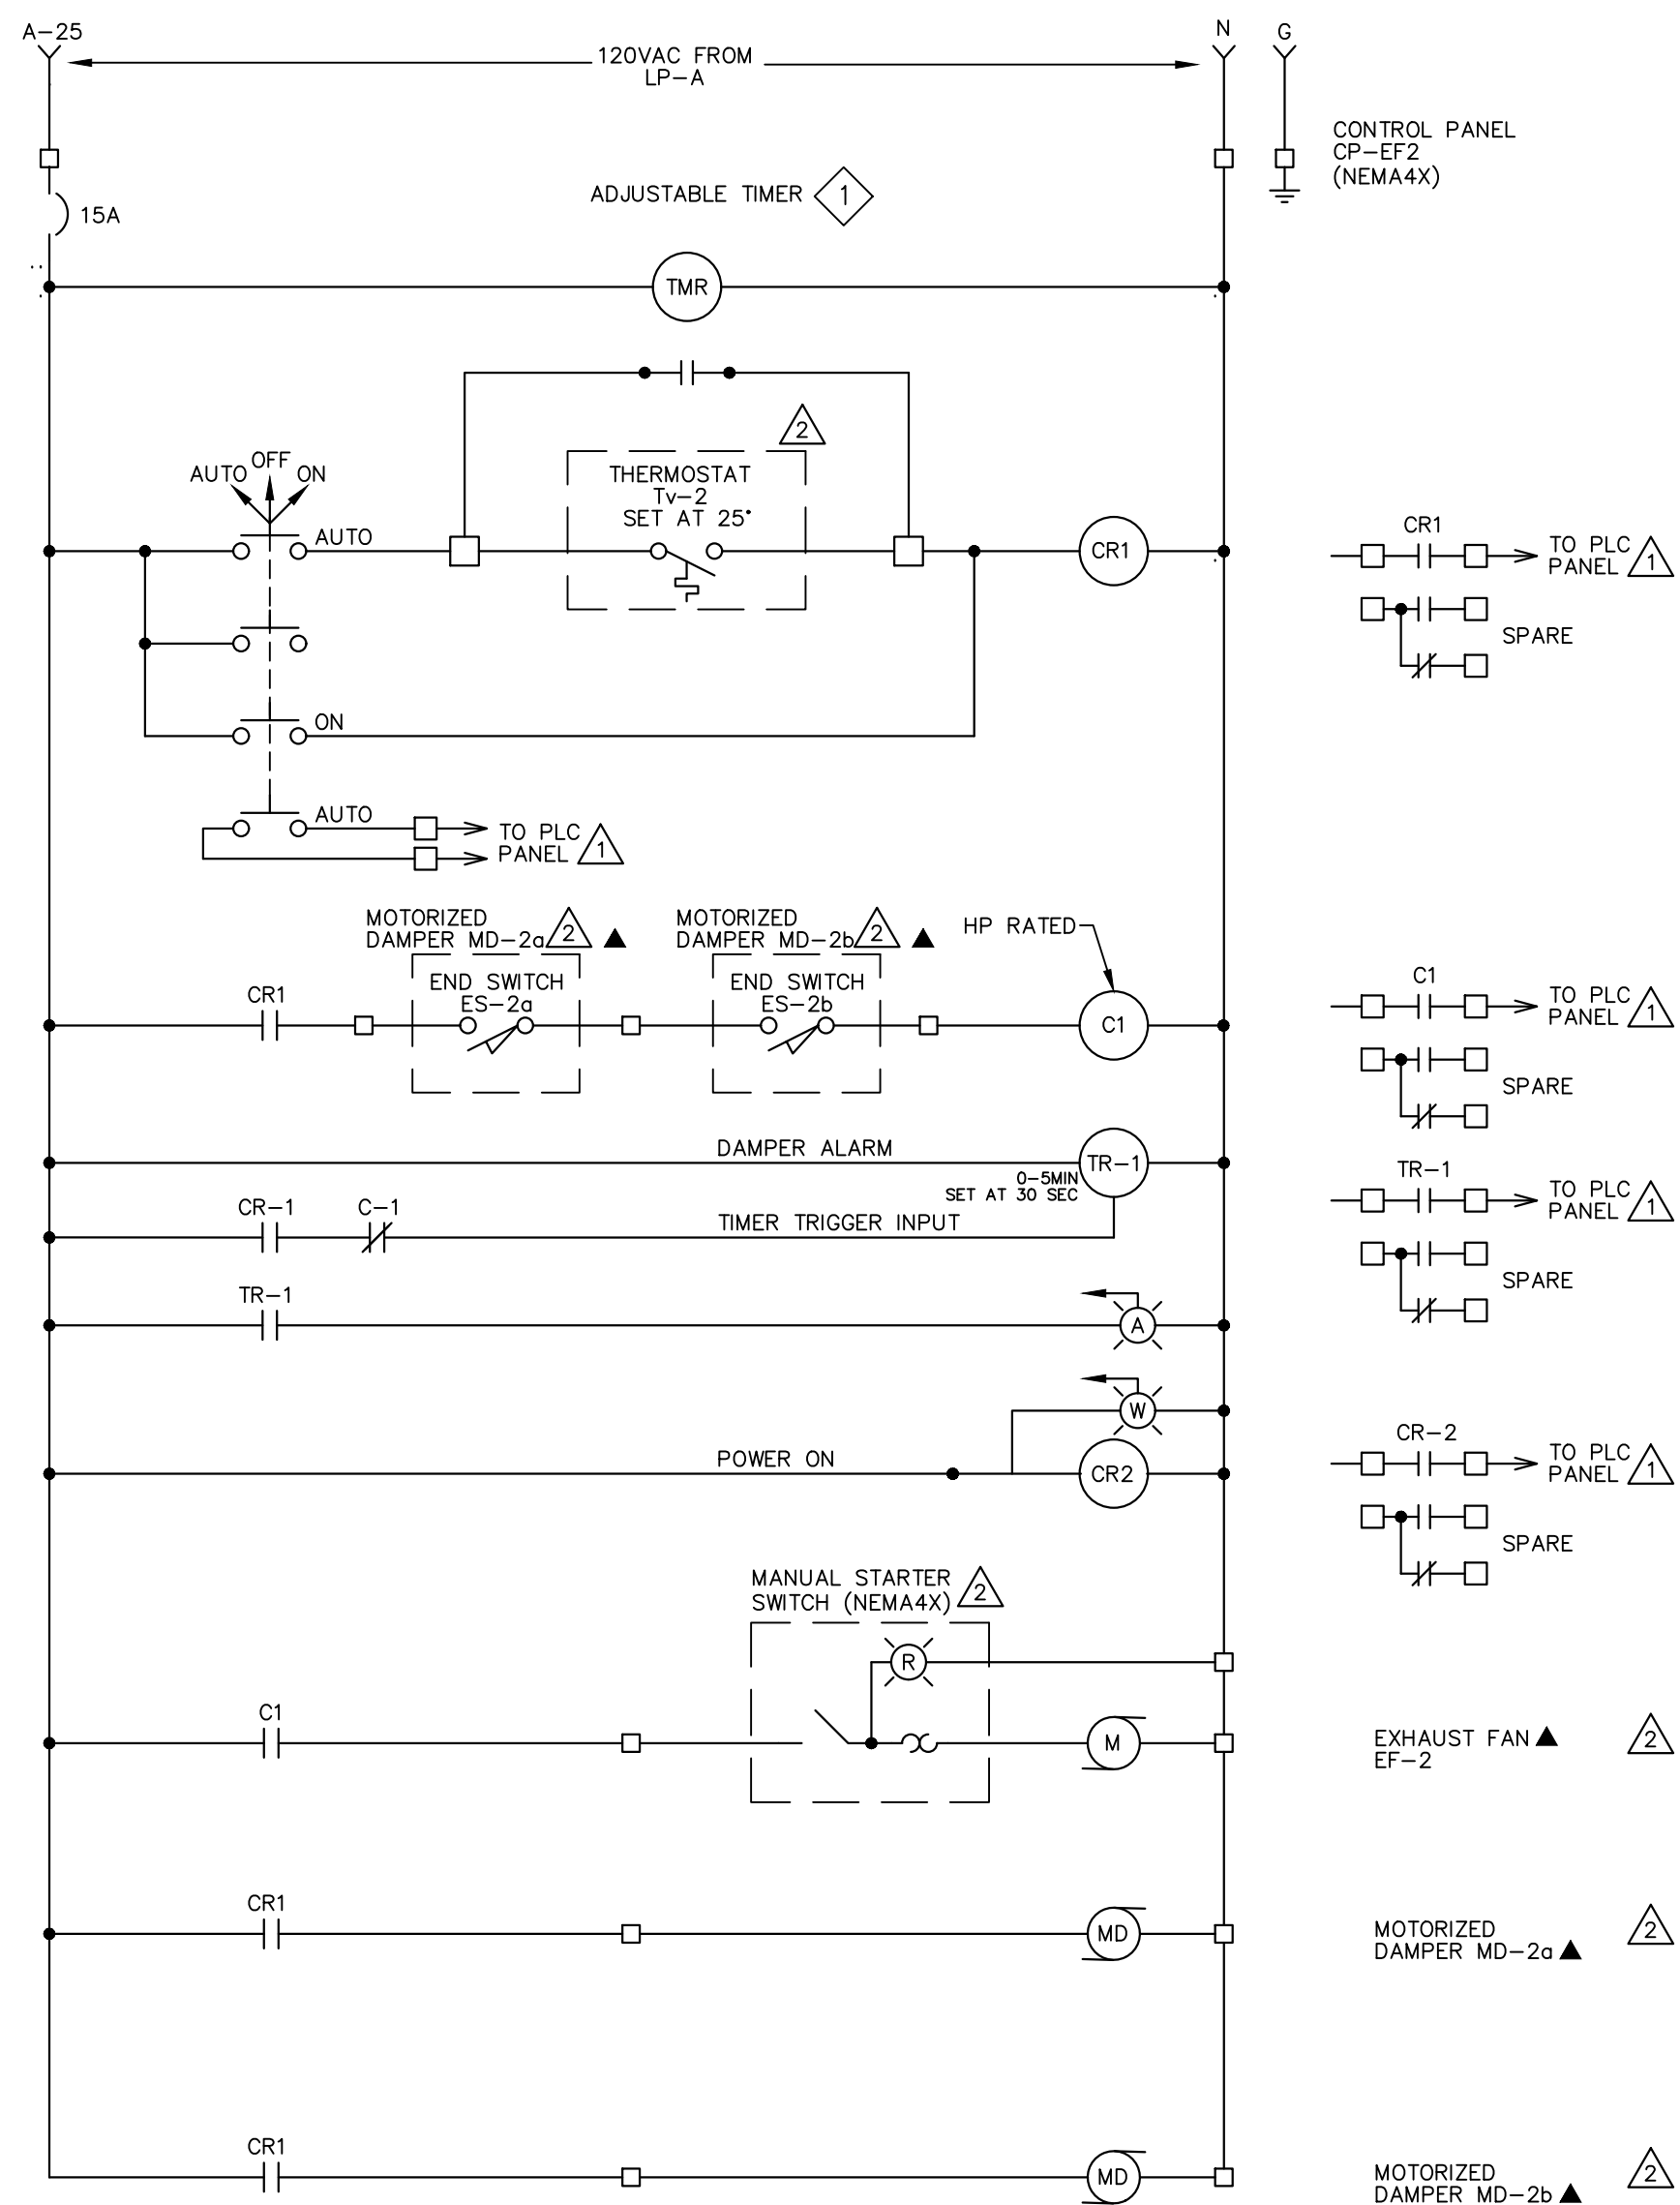 A-25
N
G
120VAC FROM
LP-A
CONTROL PANEL
CP-EF2
(NEMA4X)
ADJUSTABLE TIMER 1
15A
TMR
2
THERMOSTAT
Tv-2
SET AT 25°
AUTO OFF ON
AUTO
CR1
CR1
TO PLC
PANEL 1
SPARE
ON
AUTO
TO PLC
PANEL 1
MOTORIZED
DAMPER MD-2a 2
MOTORIZED
DAMPER MD-2b 2
HP RATED
END SWITCH
ES-2a
END SWITCH
ES-2b
CR1
C1
C1
TO PLC
PANEL 1
SPARE
DAMPER ALARM
TR-1
0-5MIN
SET AT 30 SEC
TR-1
TO PLC
PANEL 1
SPARE
CR-1
C-1
TIMER TRIGGER INPUT
TR-1
A
W
POWER ON
CR2
CR-2
TO PLC
PANEL 1
SPARE
MANUAL STARTER
SWITCH (NEMA4X) 2
R
C1
M
EXHAUST FAN
EF-2
2
CR1
MD
MOTORIZED
DAMPER MD-2a
2
CR1
MD
MOTORIZED
DAMPER MD-2b
2